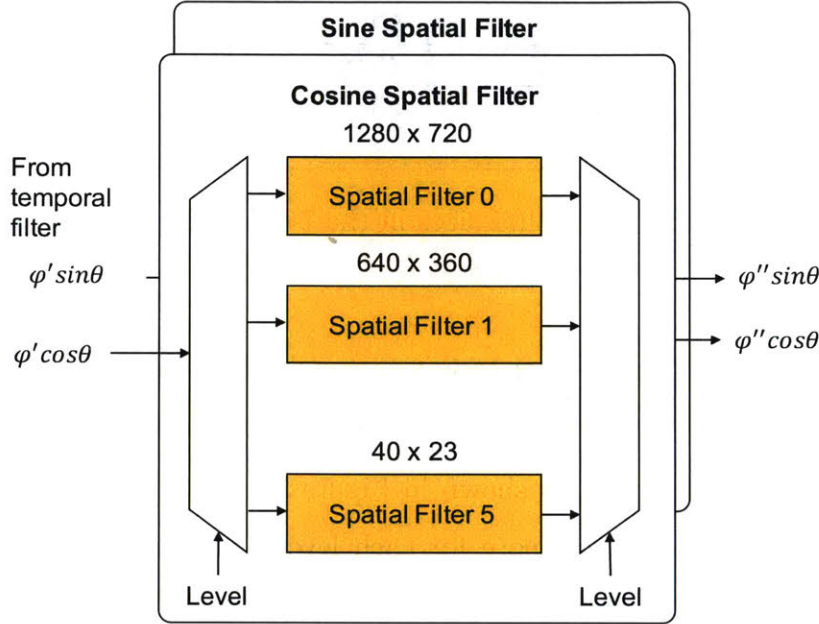 Sine Spatial Filter
Cosine Spatial Filter
1280 x 720
From
temporal
filter
Spatial Filter 0
640 x 360
φ′sinθ
φ′′sinθ
Spatial Filter 1
φ′cosθ
φ′′cosθ
40 x 23
Spatial Filter 5
Level
Level